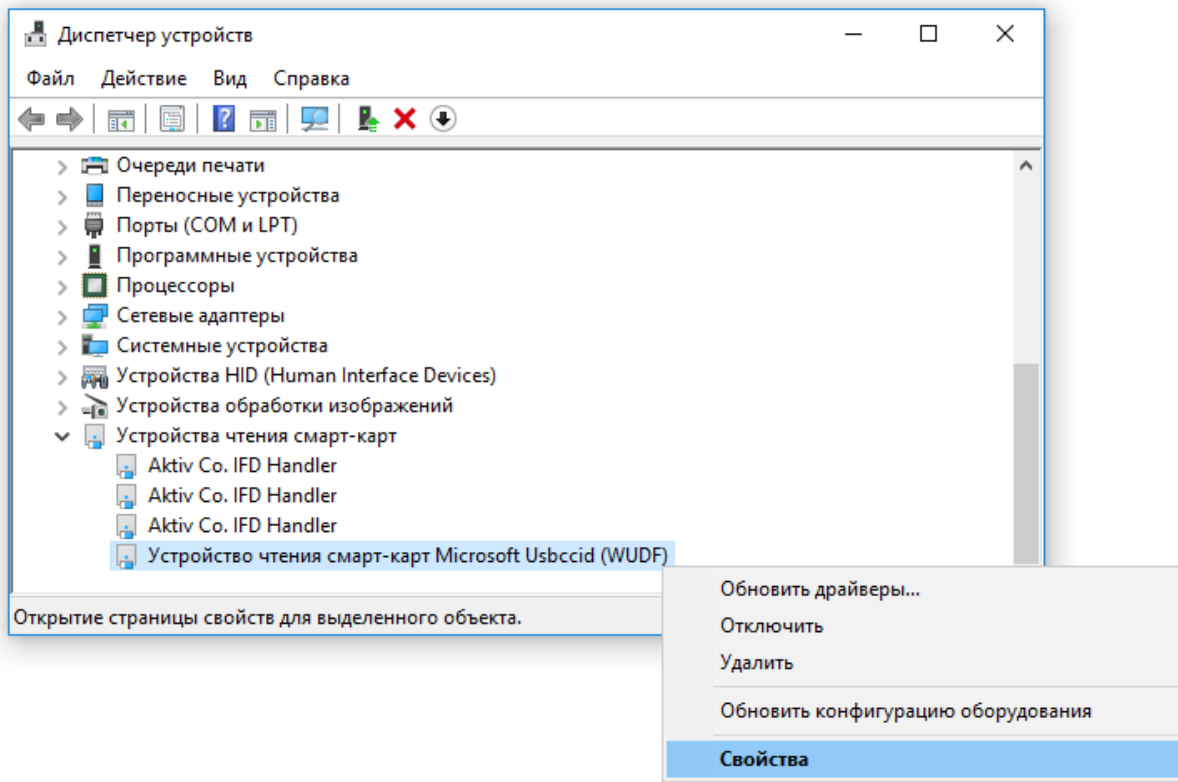 Диспетчер устройств
Файл Действие Вид Справка
Очереди печати
Переносные устройства
Порты (COM и LPT)
Программные устройства
Процессоры
Сетевые адаптеры
Системные устройства
Устройства HID (Human Interface Devices)
Устройства обработки изображений
Устройства чтения смарт-карт
Aktiv Co. IFD Handler
Aktiv Co. IFD Handler
Aktiv Co. IFD Handler
Устройство чтения смарт-карт Microsoft Usbccid (WUDF)
Открытие страницы свойств для выделенного объекта.
Обновить драйверы...
Отключить
Удалить
Обновить конфигурацию оборудования
Свойства